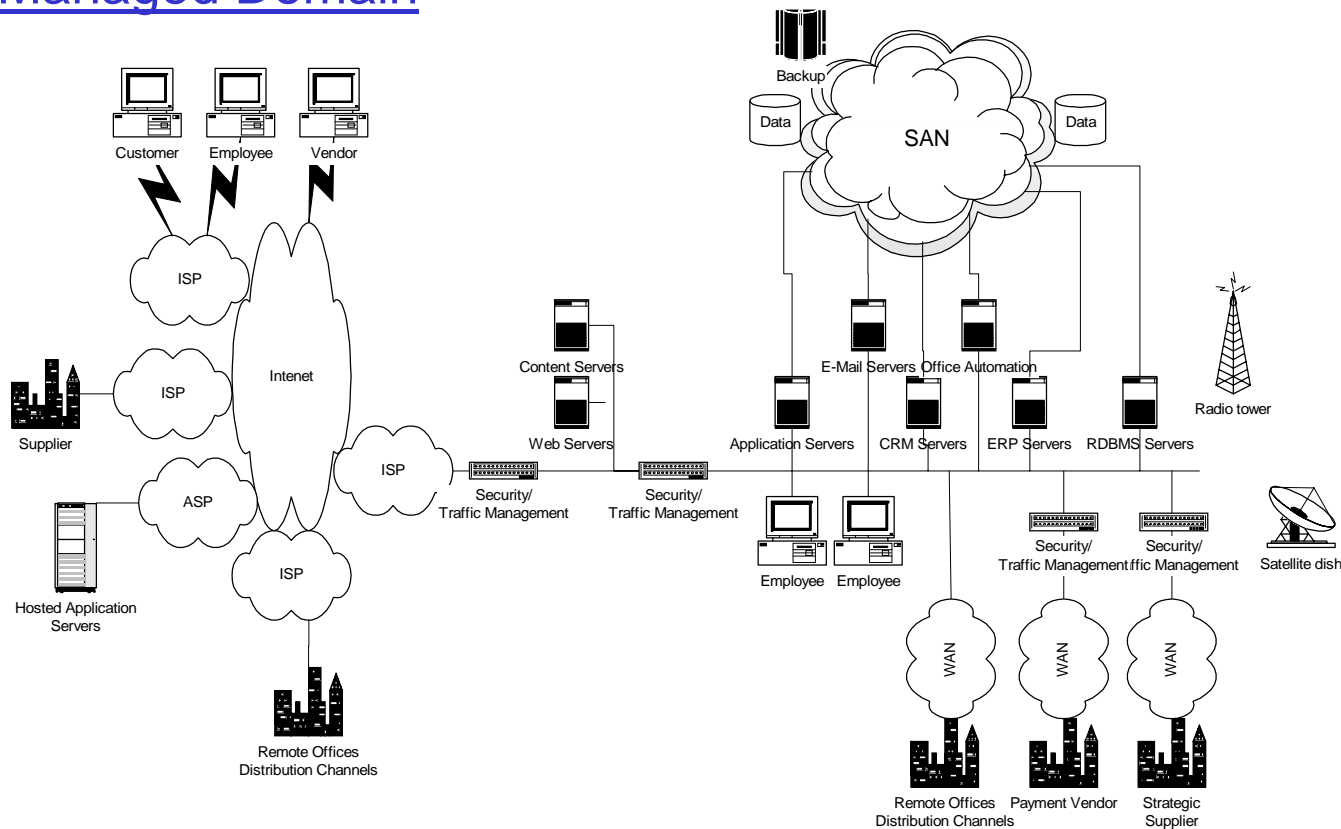 Managed Domain
Backup
Data
Data
SAN
Customer
Employee
Vendor
ISP
Intenet
ISP
Supplier
ISP
ASP
ISP
Hosted Application
Servers
Remote Offices
Distribution Channels
Content Servers
Web Servers
Security/
Traffic Management
Security/
Traffic Management
E-Mail Servers
Office Automation
Application Servers
CRM Servers
ERP Servers
RDBMS Servers
Radio tower
Employee
Employee
Security/
Traffic Management
Security/
ffic Management
Satellite dish
WAN
WAN
WAN
Remote Offices
Distribution Channels
Payment Vendor
Strategic
Supplier